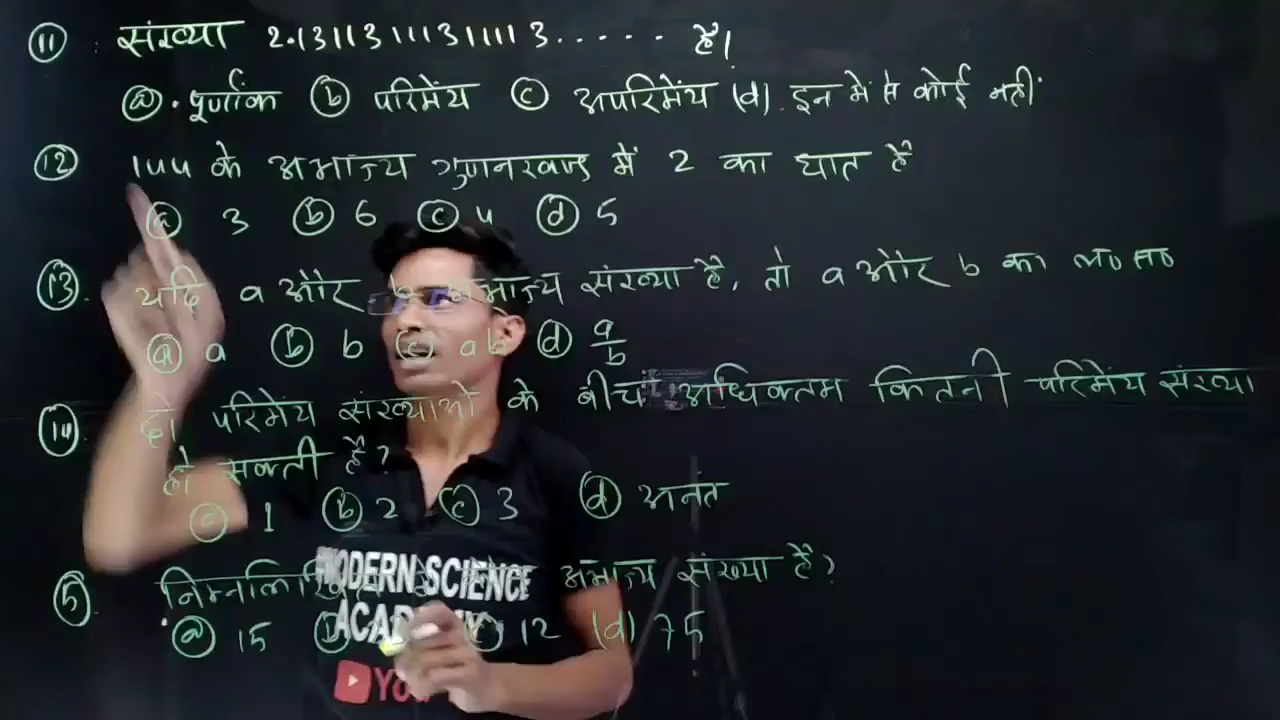 11 संख्या 2.13113111311113..... है।
(a) पूर्णांक (b) परिमेंय (c) अपरिमेंय (d) इन में से कोई नहीं
12 144 के अभाज्य गुणनखण्ड में 2 का घात है
(a) 3 (b) 6 (c) 4 (d) 5
13. यदि a और b अभाज्य संख्या है, तो a और b का ल० स०
(a) a (b) b (c) ab (d) a/b
14. दो परिमेंय संख्याओं के बीच अधिकतम कितनी परिमेंय संख्या
हो सकती है?
(c) 1 (b) 2 (c) 3 (d) अनंत
5. निम्नलिखित अभाज्य संख्या है?
(a) 15 (b) (c) 12 (d) 75
MODERN SCIENCE
ACADEMY